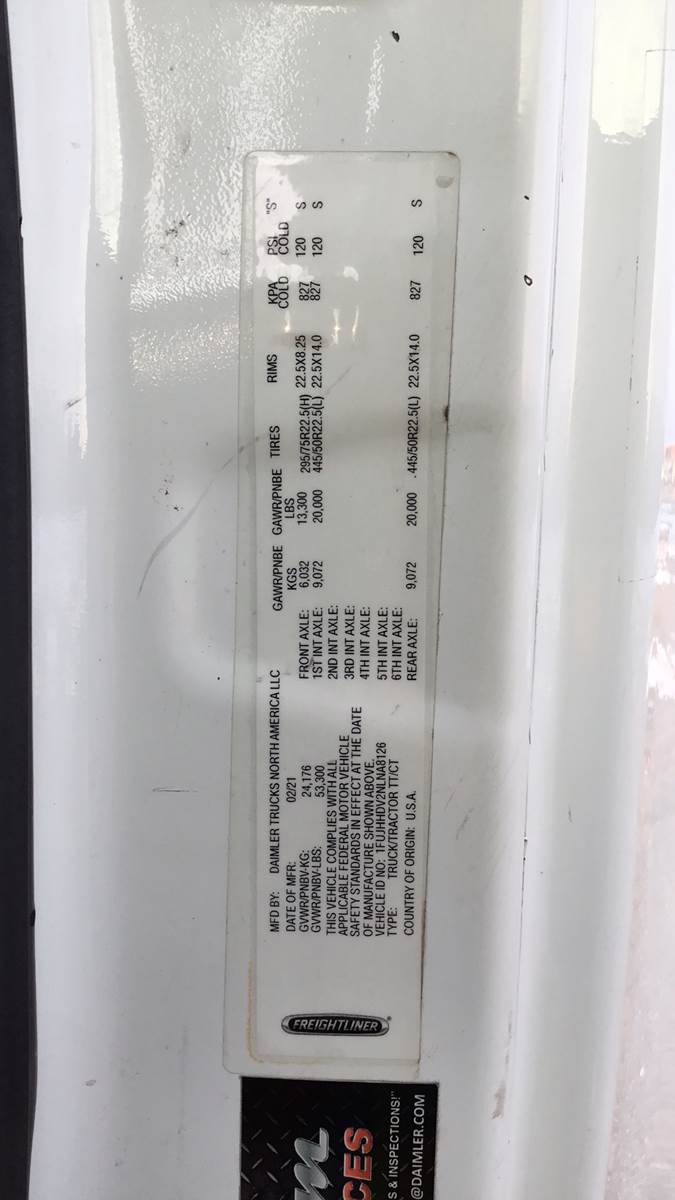 FREIGHTLINER
MFD BY: DAIMLER TRUCKS NORTH AMERICA LLC
DATE OF MFR: 02/21
GVWR/PNBV-KG: 24,176
GVWR/PNBV-LBS: 53,300
THIS VEHICLE COMPLIES WITH ALL
APPLICABLE FEDERAL MOTOR VEHICLE
SAFETY STANDARDS IN EFFECT AT THE DATE
OF MANUFACTURE SHOWN ABOVE.
VEHICLE ID NO: 1FUJHHDV2NLNA8126
TYPE: TRUCK/TRACTOR TT/CT
COUNTRY OF ORIGIN: U.S.A.
GAWR/PNBE GAWR/PNBE TIRES RIMS KPA PSI "S"
KGS LBS COLD COLD
FRONT AXLE: 6,032 13,300 295/75R22.5(H) 22.5X8.25 827 120 S
1ST INT AXLE: 9,072 20,000 445/50R22.5(L) 22.5X14.0 827 120 S
2ND INT AXLE:
3RD INT AXLE:
4TH INT AXLE:
5TH INT AXLE:
6TH INT AXLE:
REAR AXLE: 9,072 20,000 445/50R22.5(L) 22.5X14.0 827 120 S
CES
S & INSPECTIONS!"
@DAIMLER.COM